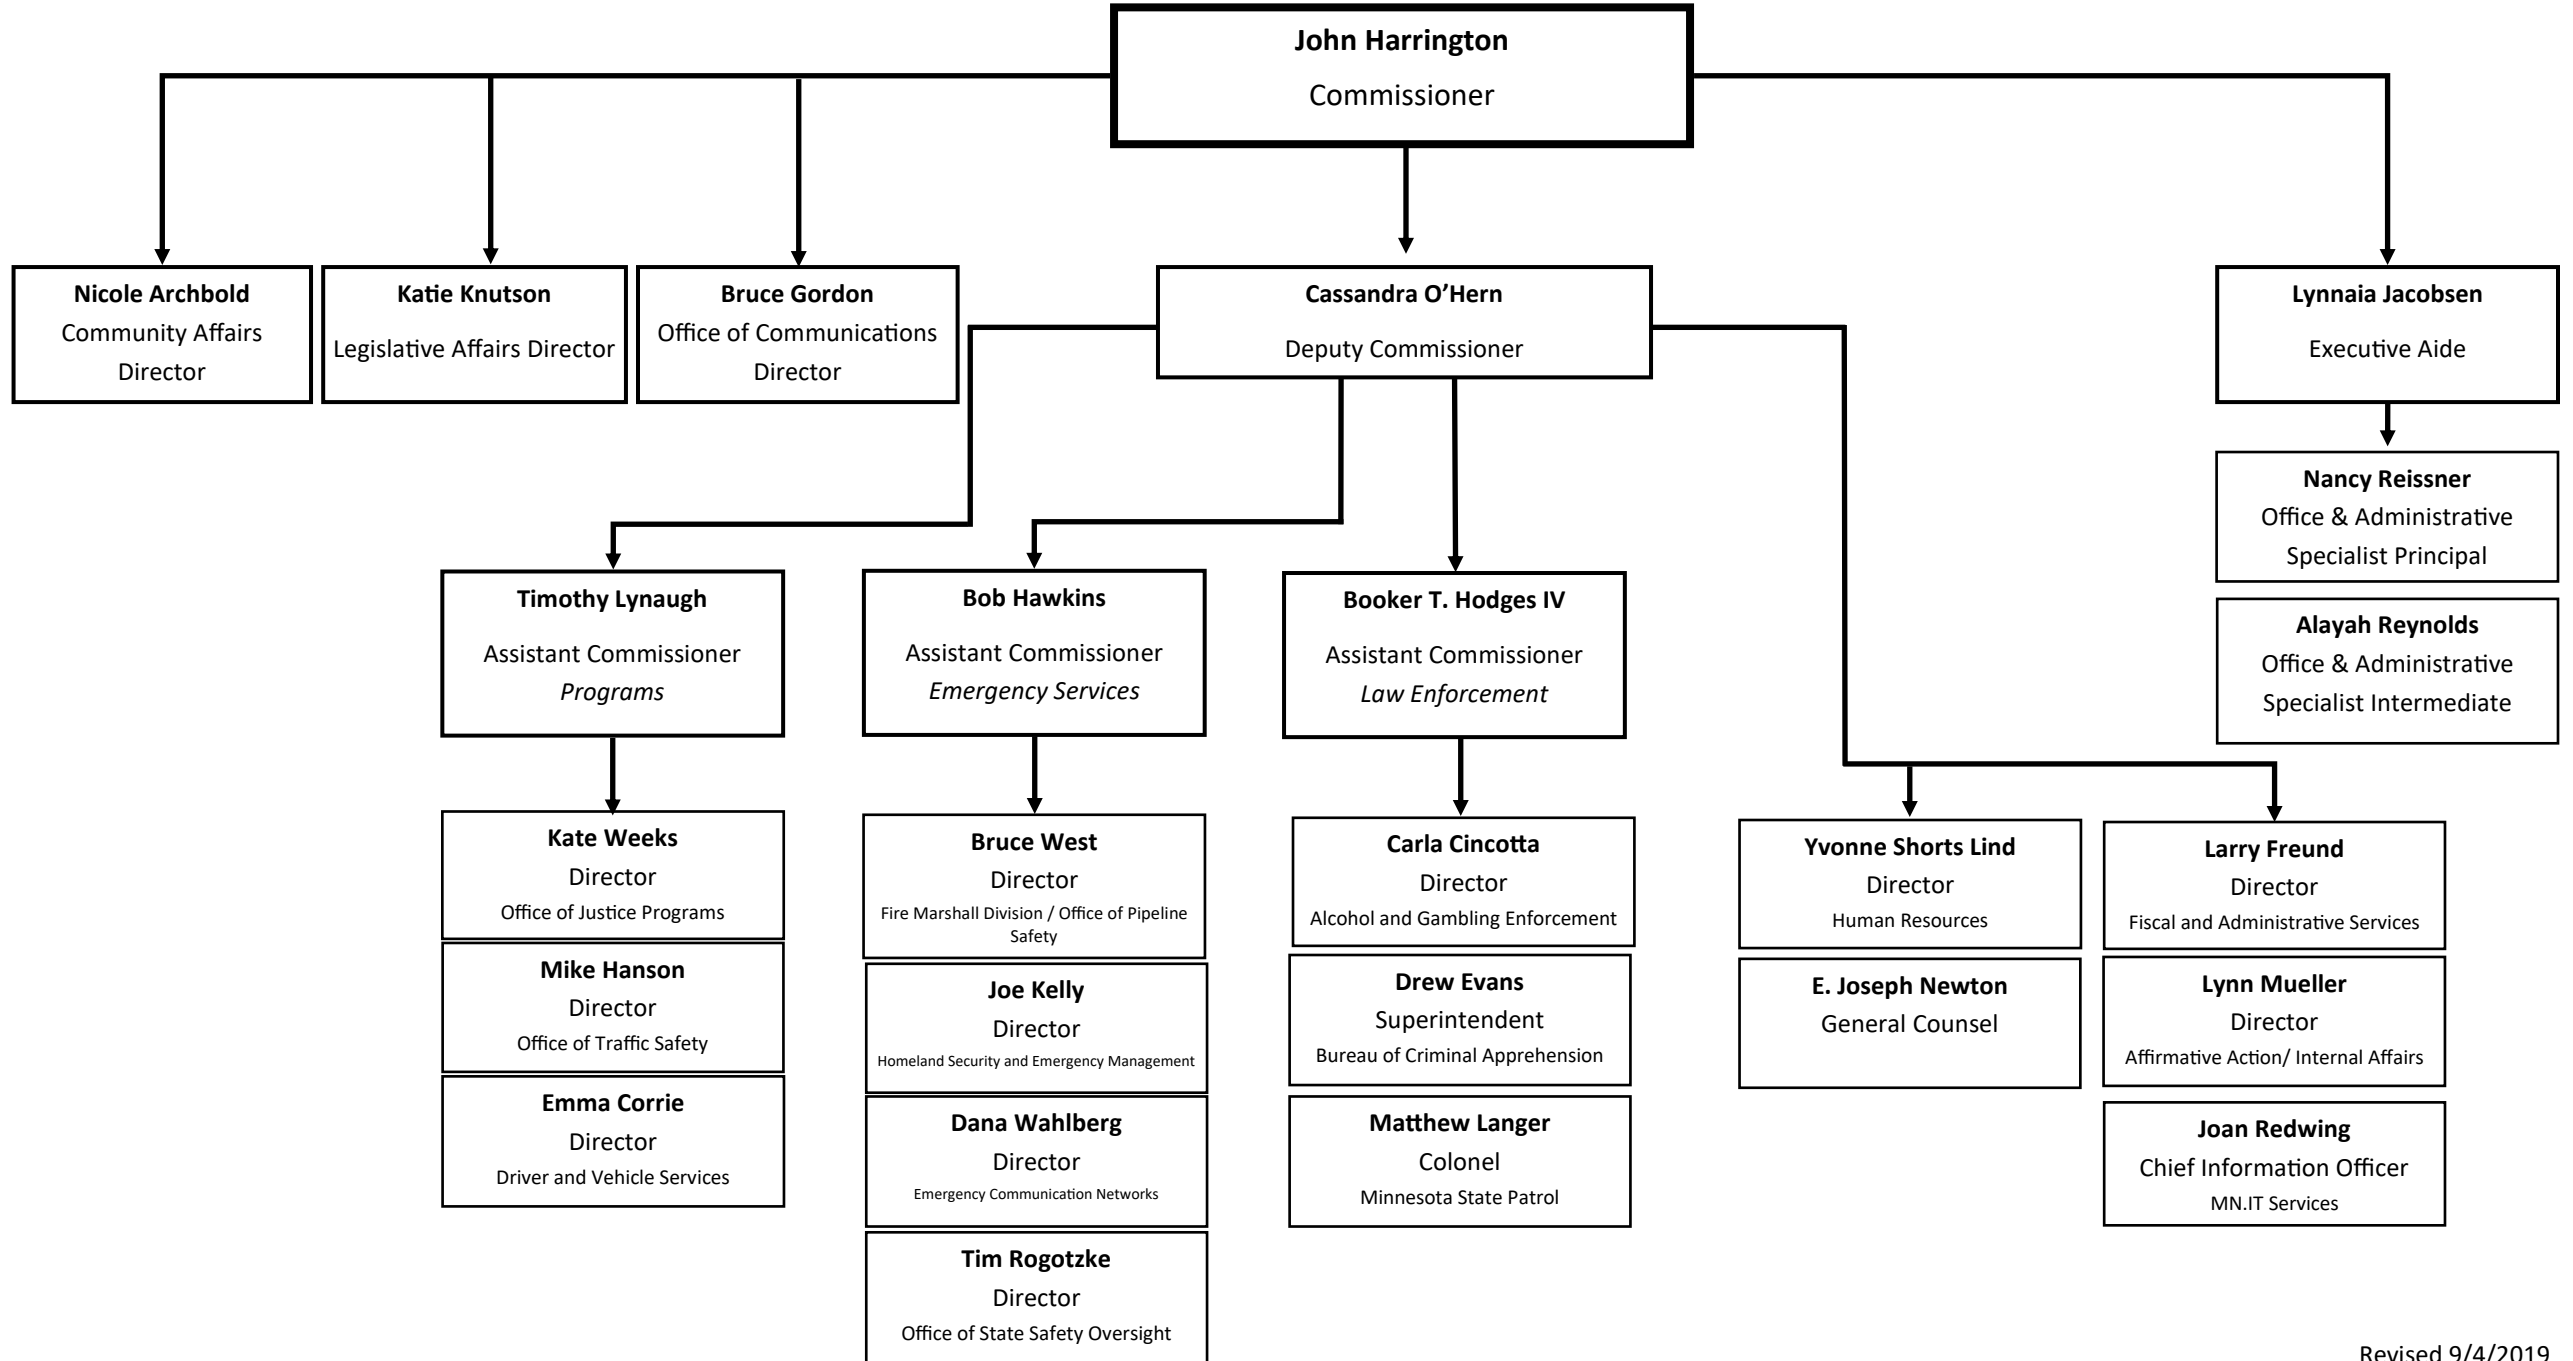 John Harrington
Commissioner
Nicole Archbold
Community Affairs
Director
Katie Knutson
Legislative Affairs Director
Bruce Gordon
Office of Communications
Director
Cassandra O’Hern
Deputy Commissioner
Lynnaia Jacobsen
Executive Aide
Nancy Reissner
Office & Administrative
Specialist Principal
Alayah Reynolds
Office & Administrative
Specialist Intermediate
Timothy Lynaugh
Assistant Commissioner
Programs
Bob Hawkins
Assistant Commissioner
Emergency Services
Booker T. Hodges IV
Assistant Commissioner
Law Enforcement
Kate Weeks
Director
Office of Justice Programs
Mike Hanson
Director
Office of Traffic Safety
Emma Corrie
Director
Driver and Vehicle Services
Bruce West
Director
Fire Marshall Division / Office of Pipeline
Safety
Joe Kelly
Director
Homeland Security and Emergency Management
Dana Wahlberg
Director
Emergency Communication Networks
Tim Rogotzke
Director
Office of State Safety Oversight
Carla Cincotta
Director
Alcohol and Gambling Enforcement
Drew Evans
Superintendent
Bureau of Criminal Apprehension
Matthew Langer
Colonel
Minnesota State Patrol
Yvonne Shorts Lind
Director
Human Resources
E. Joseph Newton
General Counsel
Larry Freund
Director
Fiscal and Administrative Services
Lynn Mueller
Director
Affirmative Action/ Internal Affairs
Joan Redwing
Chief Information Officer
MN.IT Services
Revised 9/4/2019